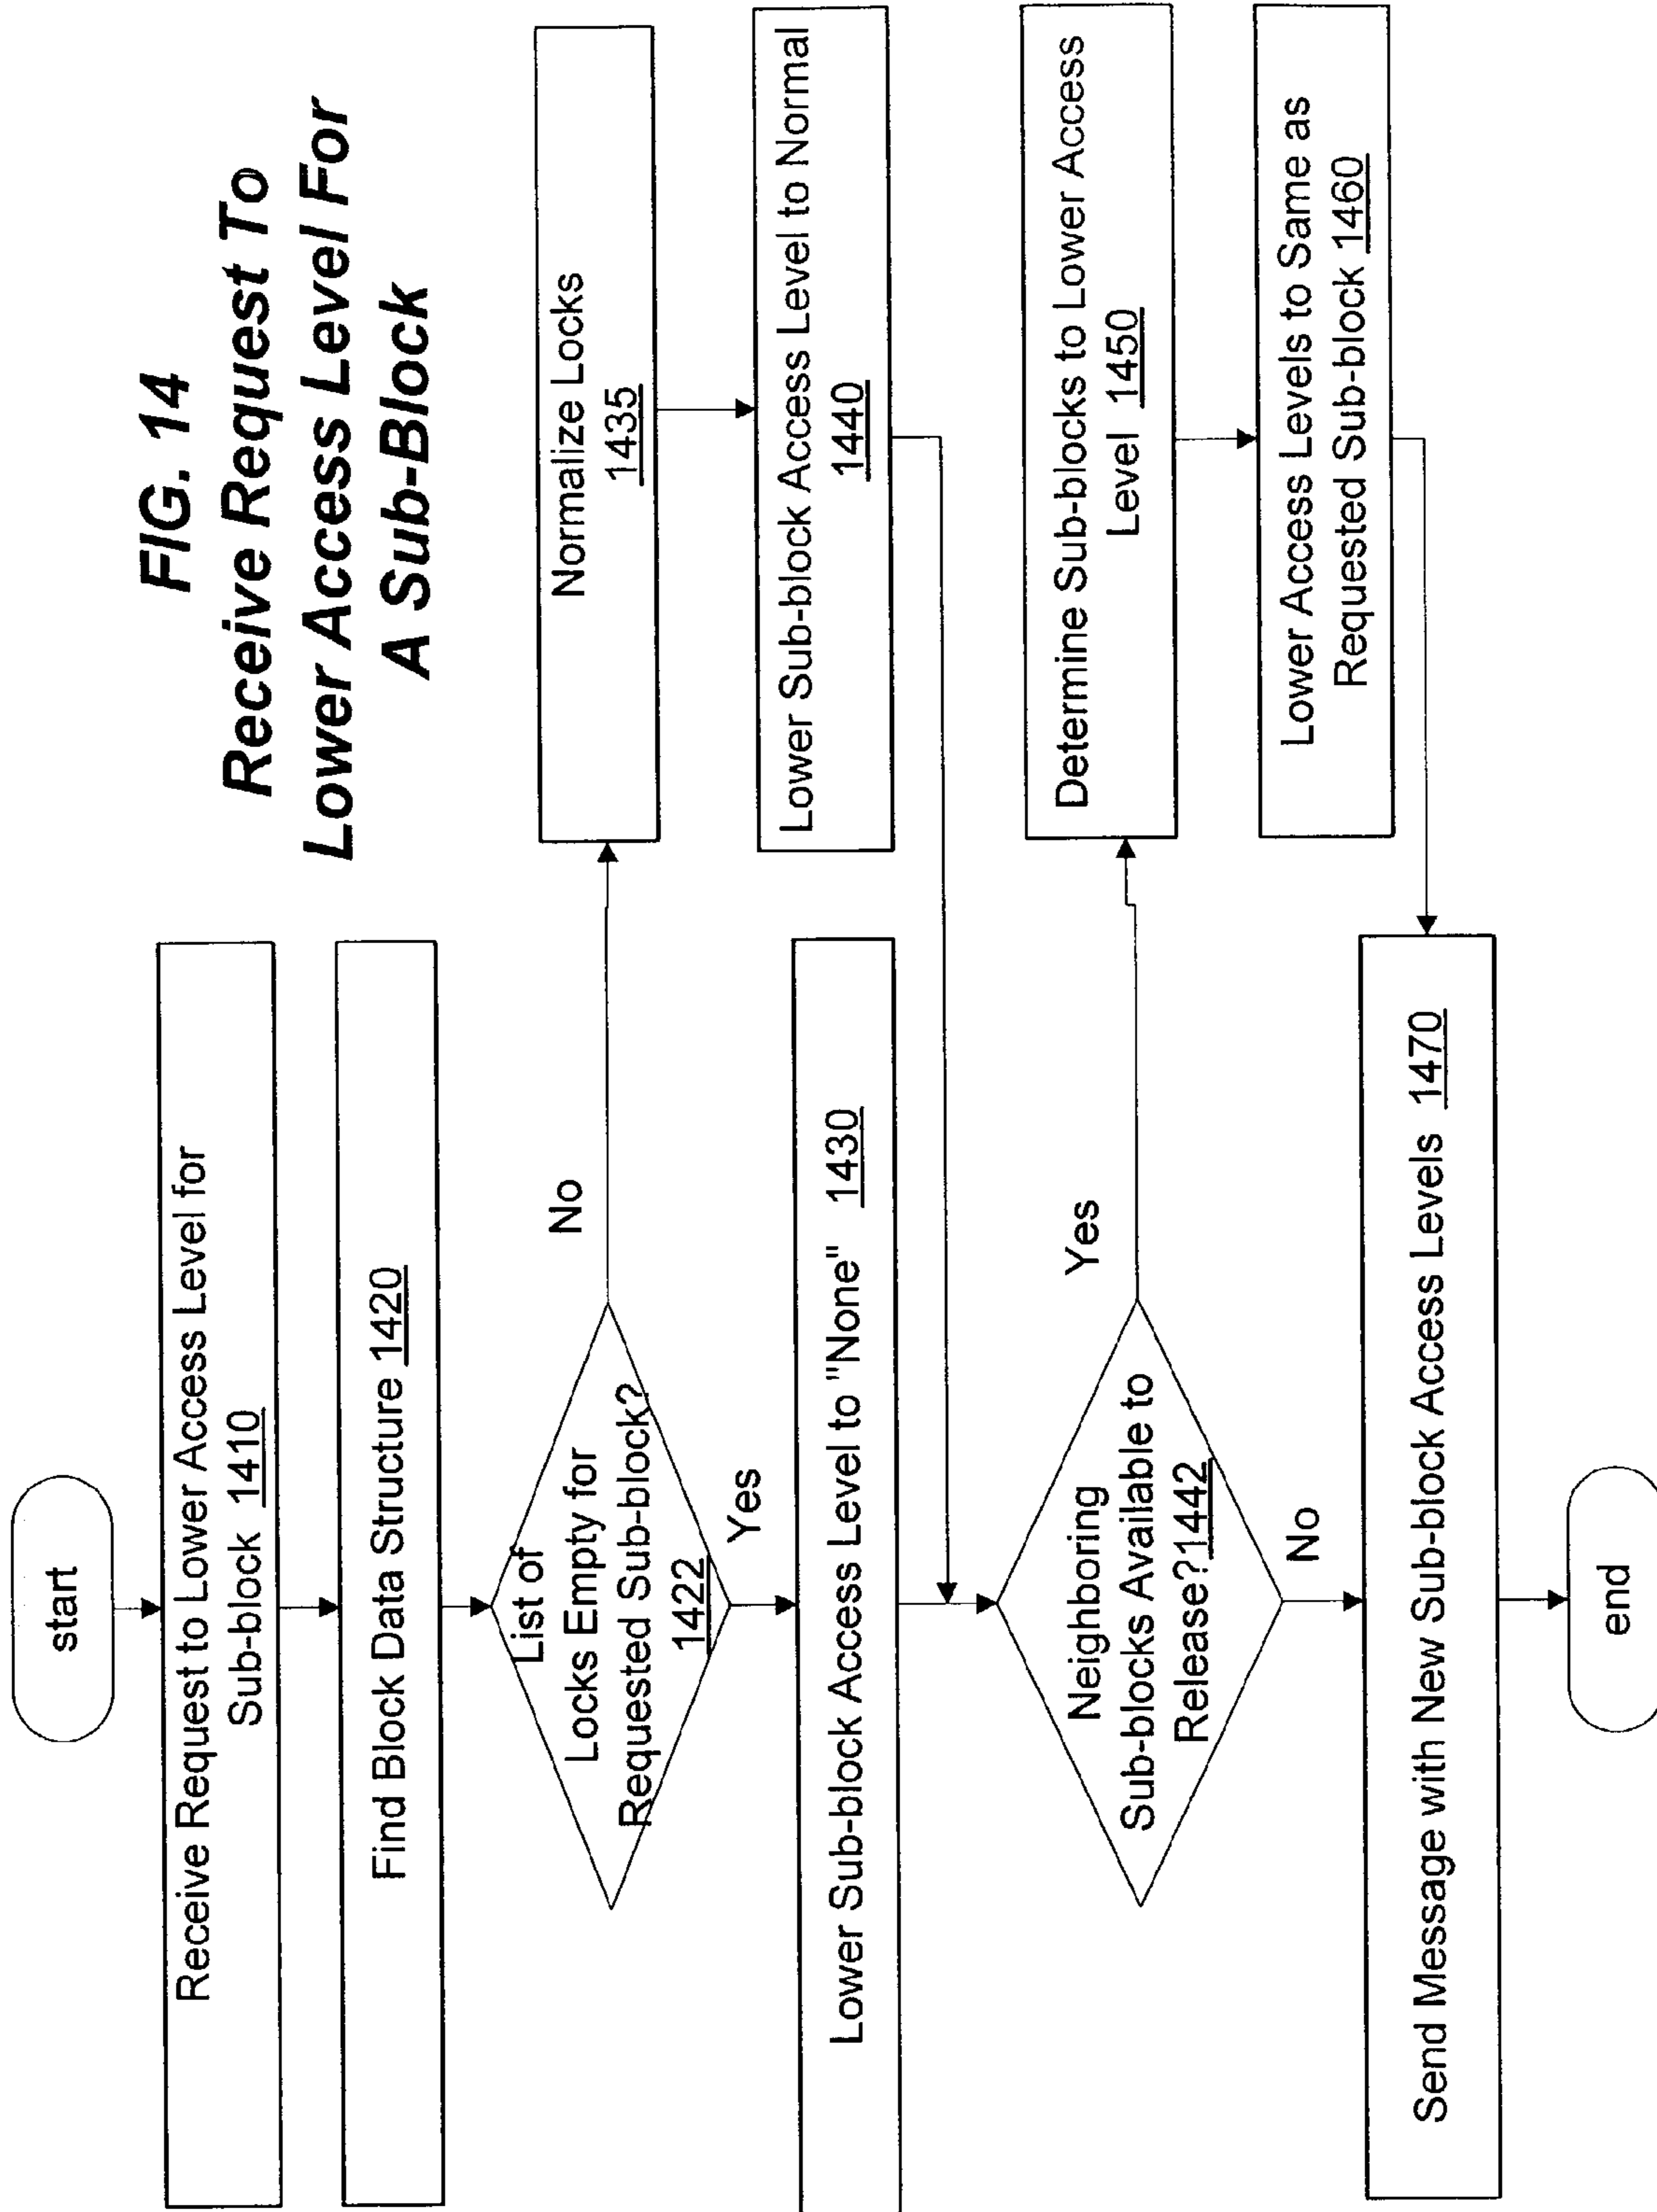 FIG. 14
Receive Request To
Lower Access Level For
A Sub-Block
start
Receive Request to Lower Access Level for
Sub-block 1410
Find Block Data Structure 1420
List of
Locks Empty for
Requested Sub-block?
1422
No
Yes
Normalize Locks
1435
Lower Sub-block Access Level to Normal
1440
Lower Sub-block Access Level to "None" 1430
Neighboring
Sub-blocks Available to
Release?1442
Yes
No
Determine Sub-blocks to Lower Access
Level 1450
Lower Access Levels to Same as
Requested Sub-block 1460
Send Message with New Sub-block Access Levels 1470
end